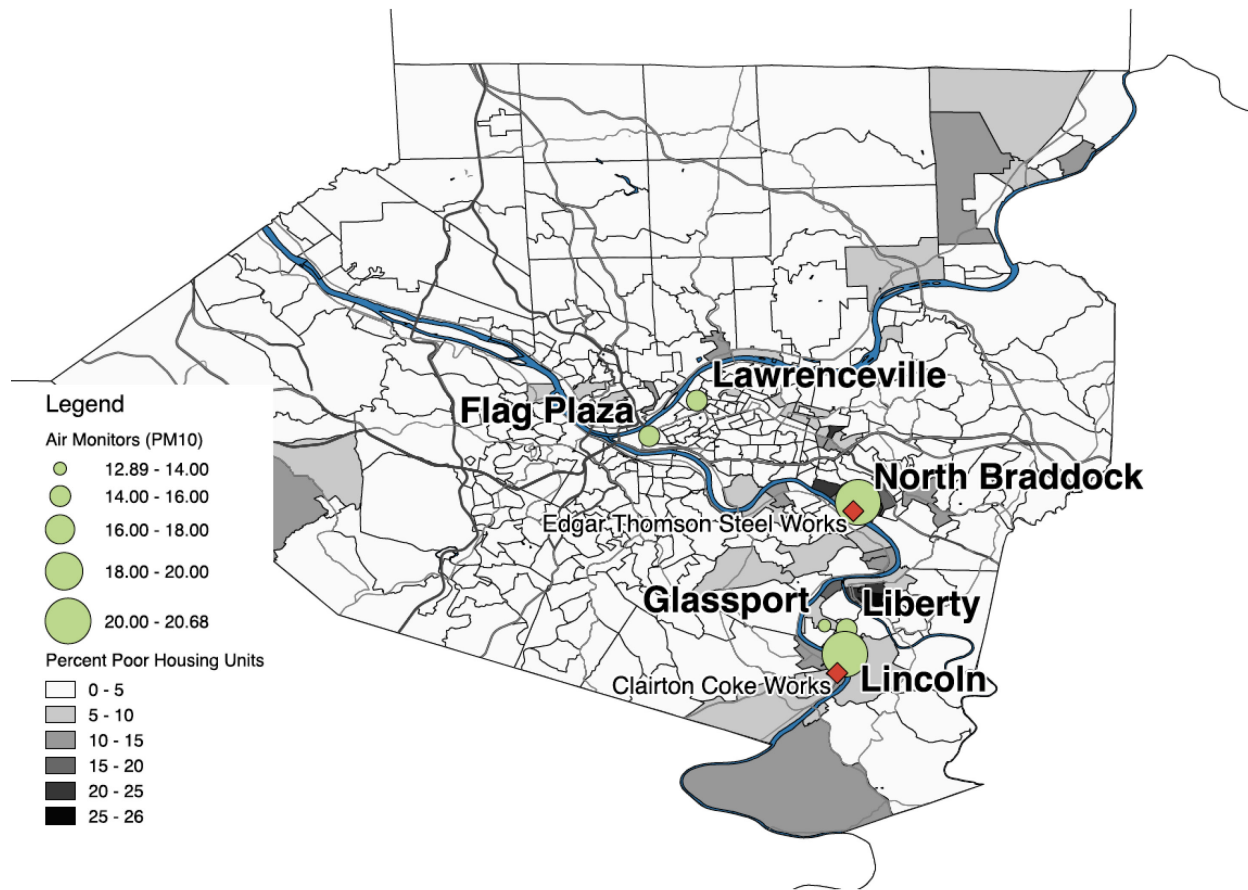 Lawrenceville
Flag Plaza
North Braddock
Edgar Thomson Steel Works
Glassport
Liberty
Clairton Coke Works
Lincoln
Legend
Air Monitors (PM10)
12.89 - 14.00
14.00 - 16.00
16.00 - 18.00
18.00 - 20.00
20.00 - 20.68
Percent Poor Housing Units
0 - 5
5 - 10
10 - 15
15 - 20
20 - 25
25 - 26